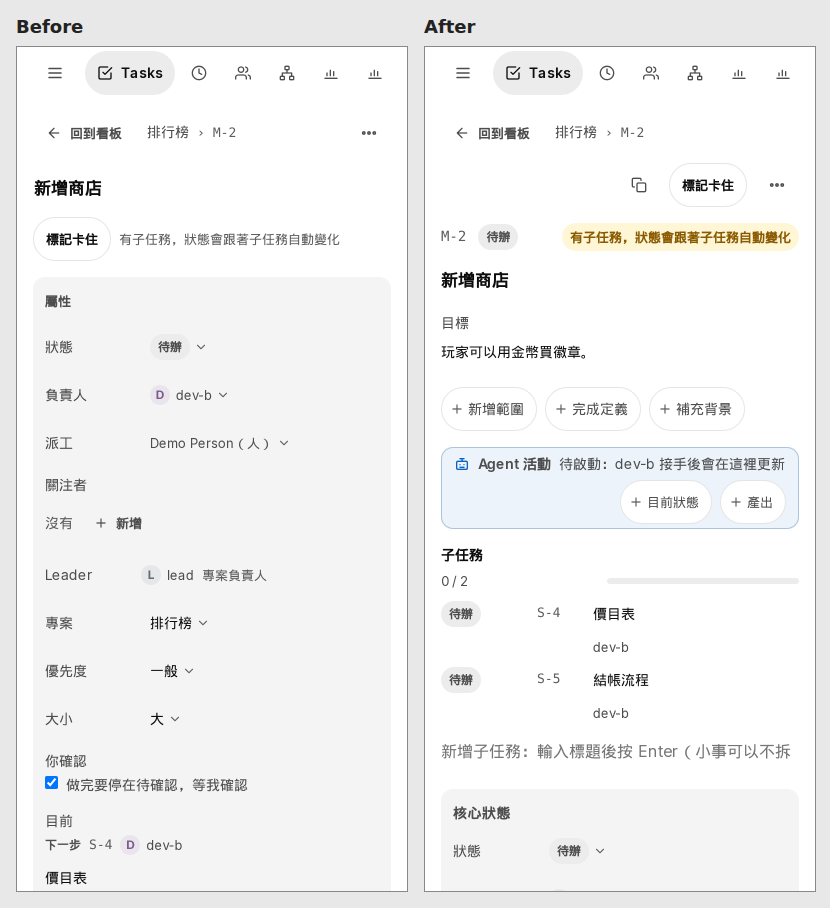 Before
Tasks
回到看板 排行榜 › M-2
新增商店
標記卡住 有子任務，狀態會跟著子任務自動變化
屬性
狀態 待辦
負責人 D dev-b
派工 Demo Person（人）
關注者
沒有 + 新增
Leader L lead 專案負責人
專案 排行榜
優先度 一般
大小 大
你確認
做完要停在待確認，等我確認
目前
下一步 S-4 D dev-b
價目表
After
Tasks
回到看板 排行榜 › M-2
標記卡住
M-2 待辦 有子任務，狀態會跟著子任務自動變化
新增商店
目標
玩家可以用金幣買徽章。
+ 新增範圍 + 完成定義 + 補充背景
Agent 活動 待啟動：dev-b 接手後會在這裡更新
+ 目前狀態 + 產出
子任務
0 / 2
待辦 S-4 價目表
dev-b
待辦 S-5 結帳流程
dev-b
新增子任務：輸入標題後按 Enter（小事可以不拆
核心狀態
狀態 待辦